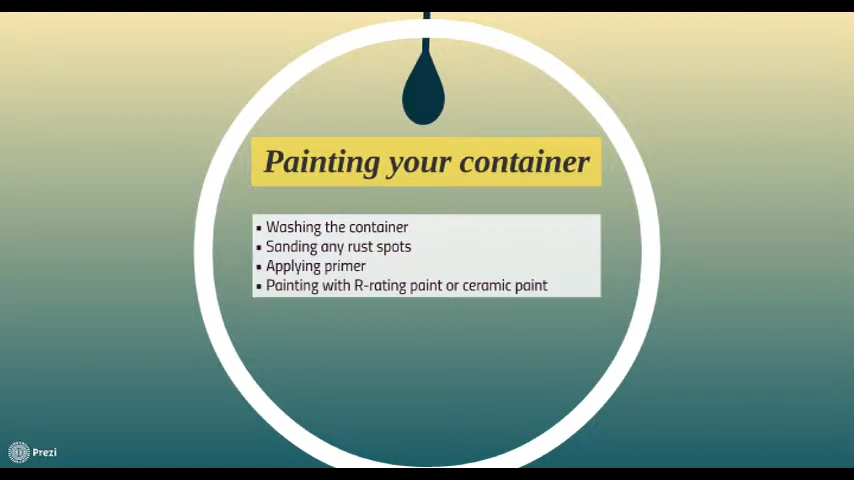 Painting your container
▪ Washing the container
▪ Sanding any rust spots
▪ Applying primer
▪ Painting with R-rating paint or ceramic paint
Prezi